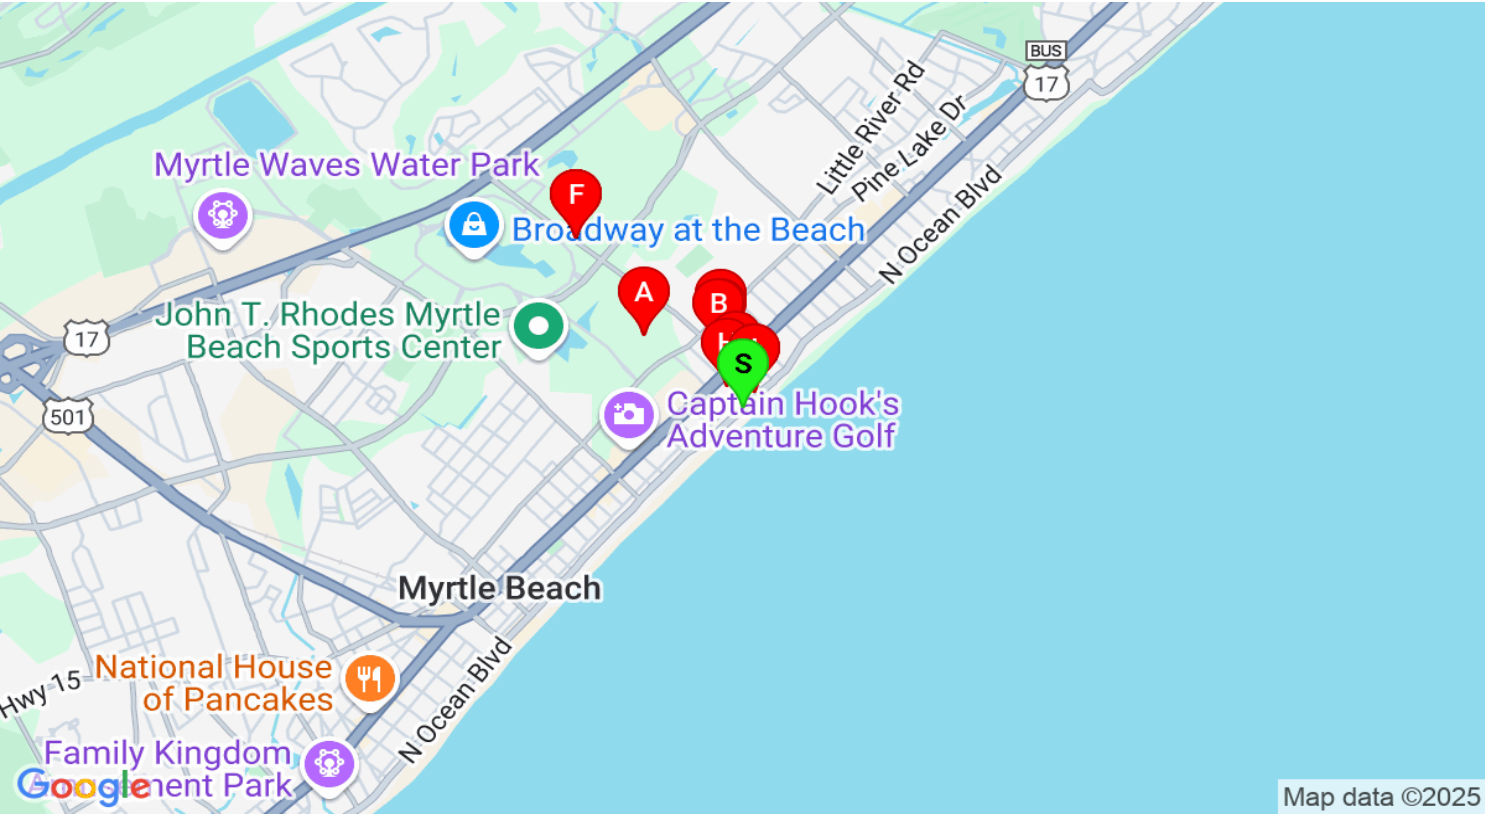 BUS
17
Little River Rd
Pine Lake Dr
Myrtle Waves Water Park
F
Broadway at the Beach
N Ocean Blvd
A
B
John T. Rhodes Myrtle
Beach Sports Center
17
H
S
501
Captain Hook's
Adventure Golf
Myrtle Beach
National House
of Pancakes
Hwy 15
N Ocean Blvd
Family Kingdom
Amusement Park
Google
Map data ©2025